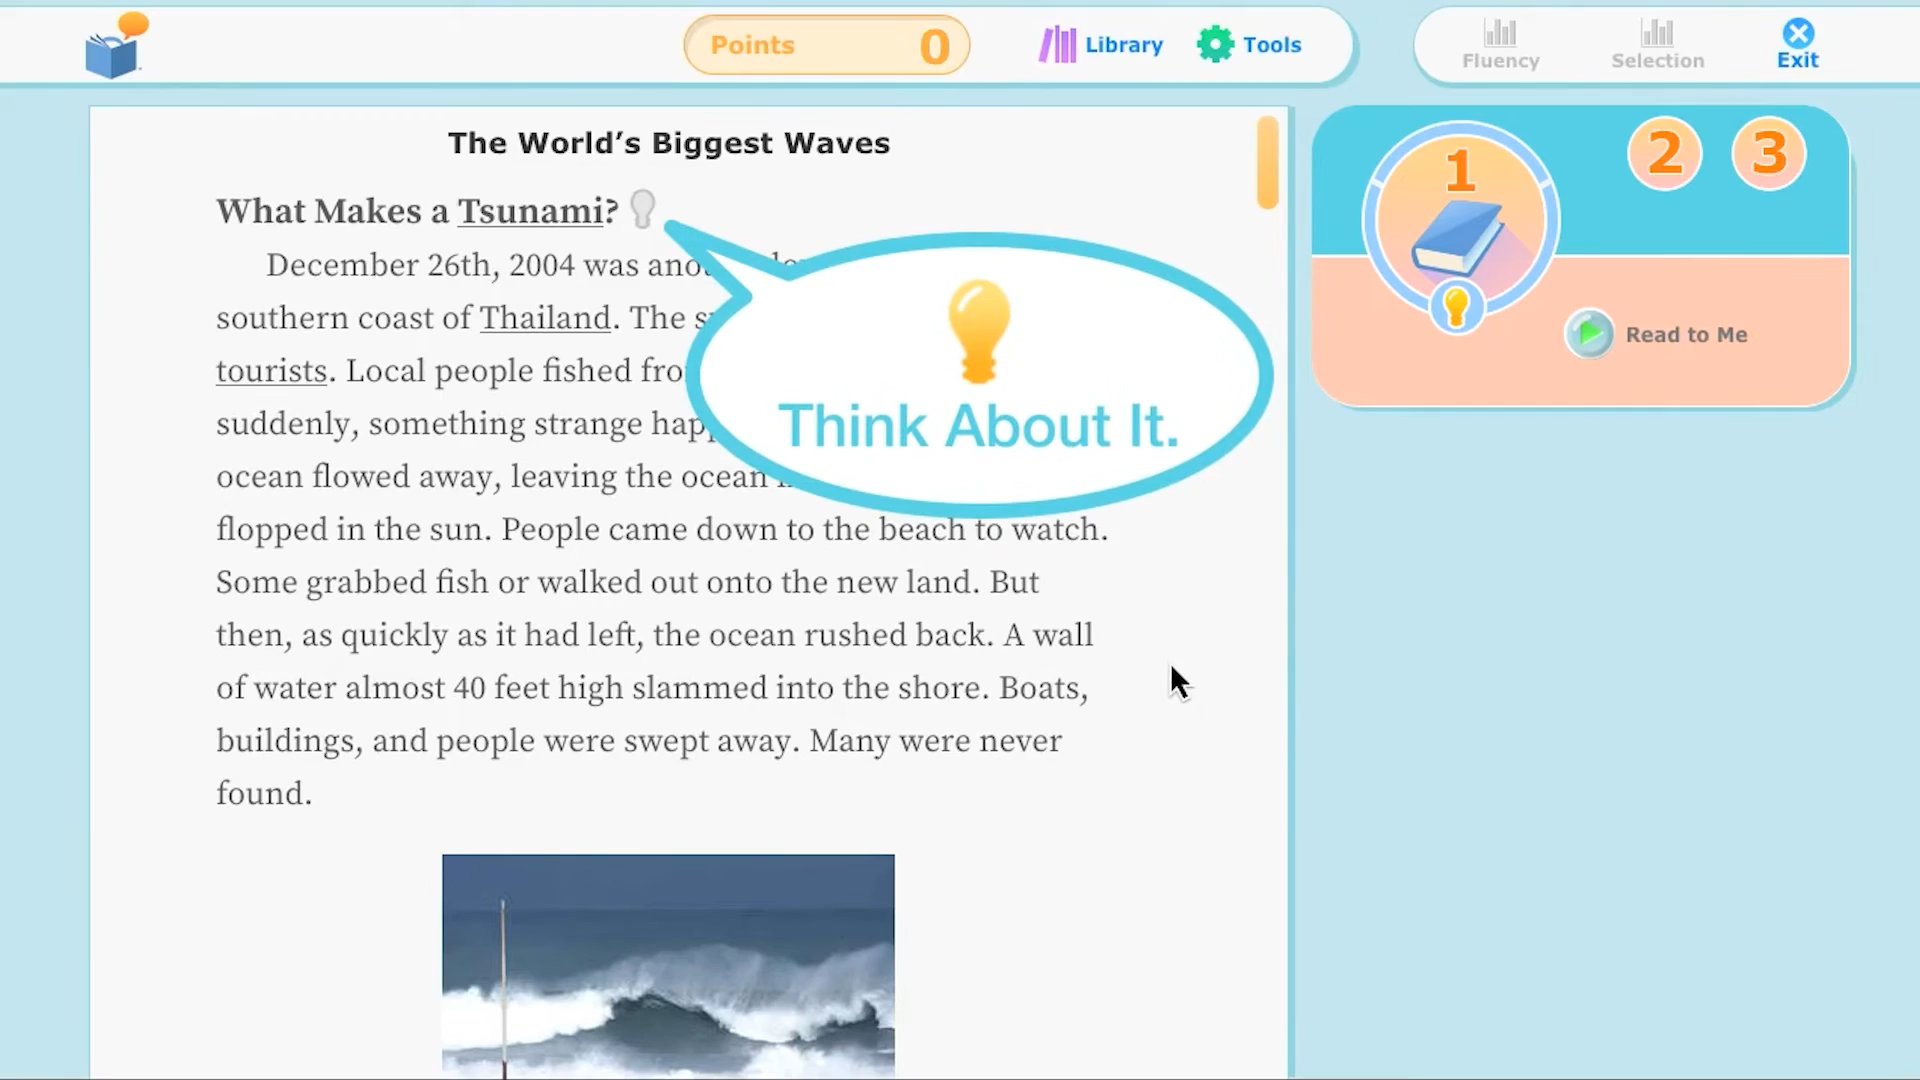 Points 0
Library
Tools
Fluency
Selection
Exit
The World's Biggest Waves
What Makes a Tsunami?
December 26th, 2004 was
southern coast of Thailand. The
tourists. Local people fished
suddenly, something strange
ocean flowed away, leaving the ocean
flopped in the sun. People came down to the beach to watch.
Some grabbed fish or walked out onto the new land. But
then, as quickly as it had left, the ocean rushed back. A wall
of water almost 40 feet high slammed into the shore. Boats,
buildings, and people were swept away. Many were never
found.
Think About It.
1
2
3
Read to Me